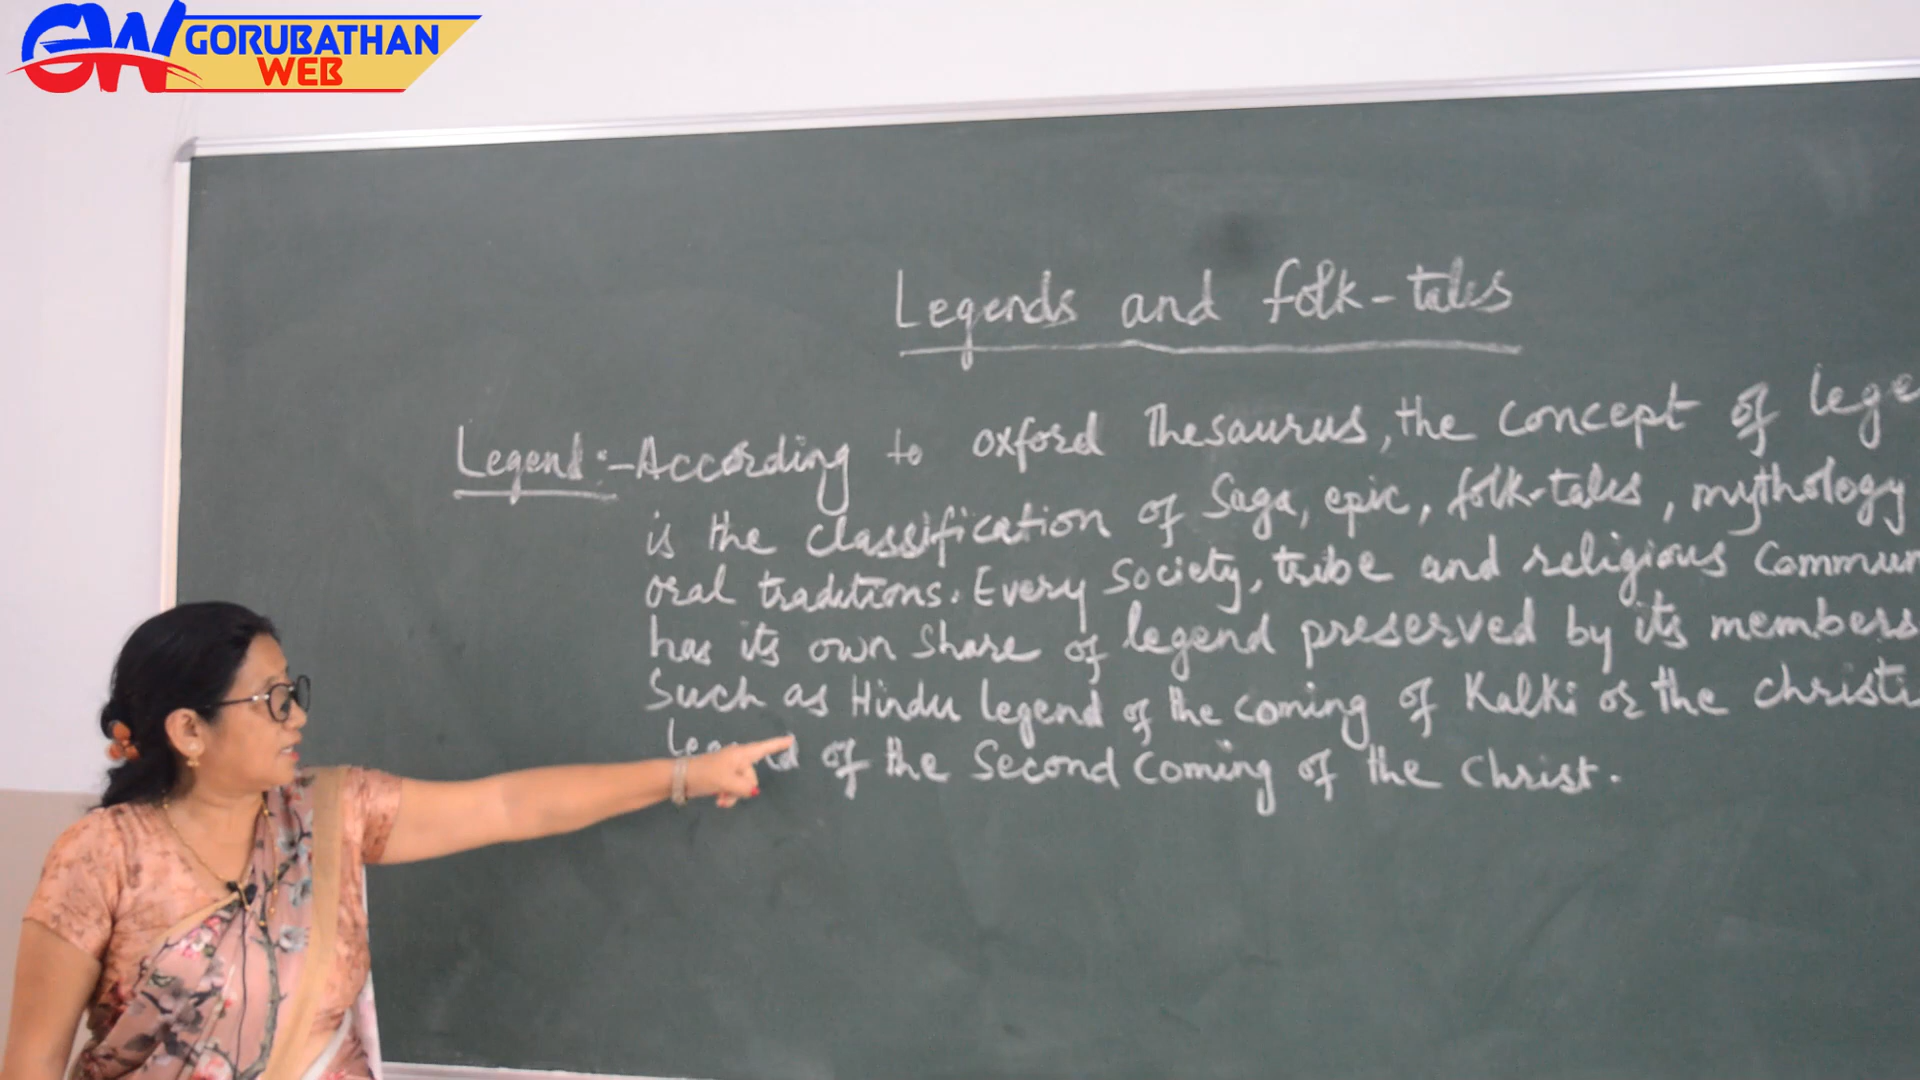 GW GORUBATHAN
WEB
Legends and folk-tales
Legend:- According to oxford Thesaurus, the concept of lege
is the classification of Saga, epic, folk-tales, mythology
oral traditions. Every Society, tribe and religious Commun
has its own Share of legend preserved by its members
Such as Hindu legend of the coming of Kalki or the christi
of the Second Coming of the Christ.